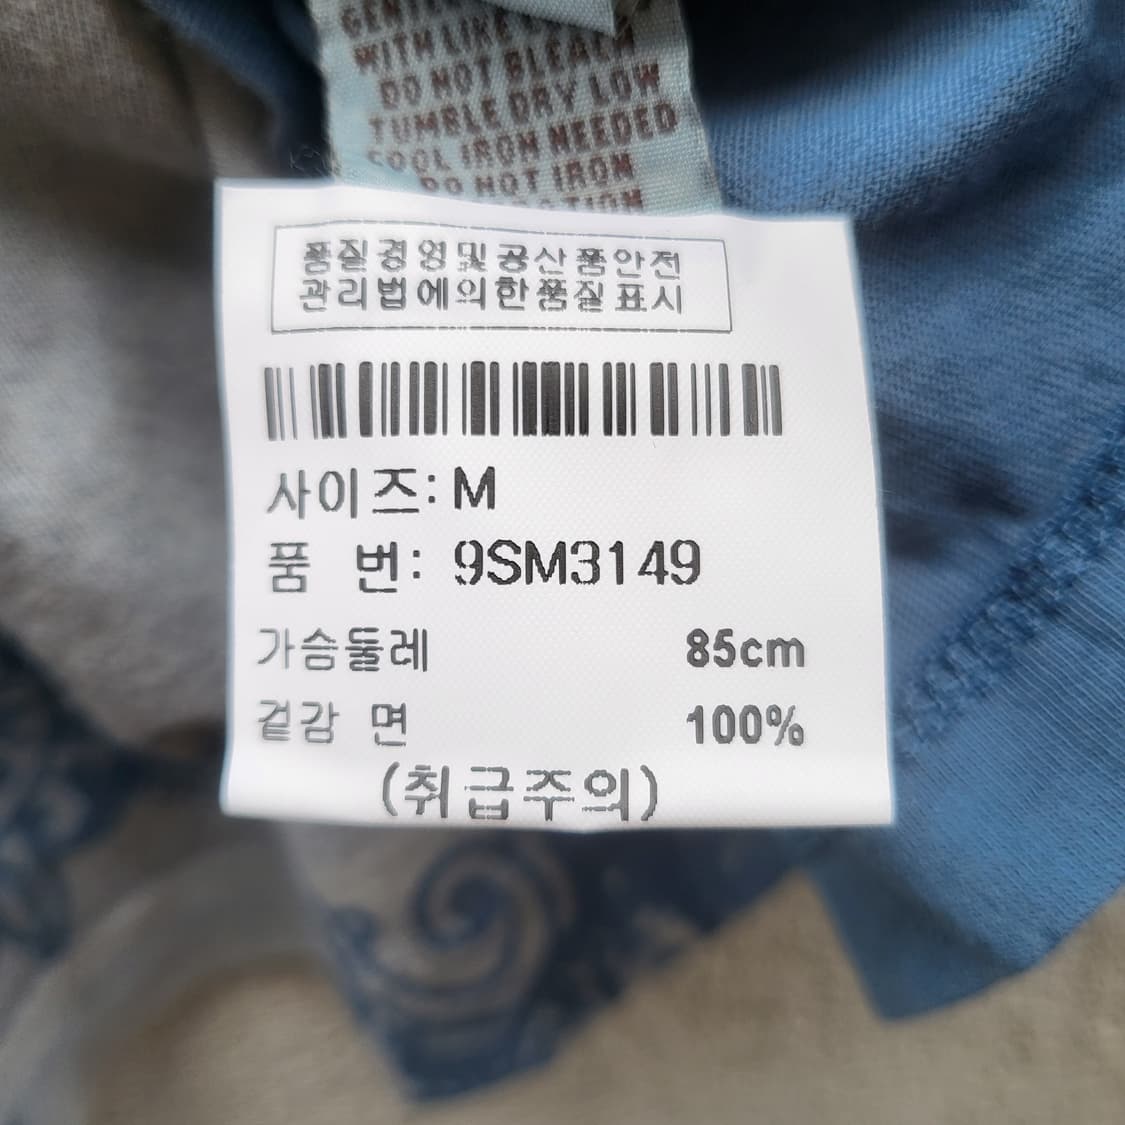 GENTLE
WITH LIKE
DO NOT BLEACH
TUMBLE DRY LOW
COOL IRON NEEDED
DO NOT IRON
품질경영및공산품안전
관리법에의한품질표시
사이즈: M
품 번: 9SM3149
가슴둘레 85cm
겉감 면 100%
(취급주의)